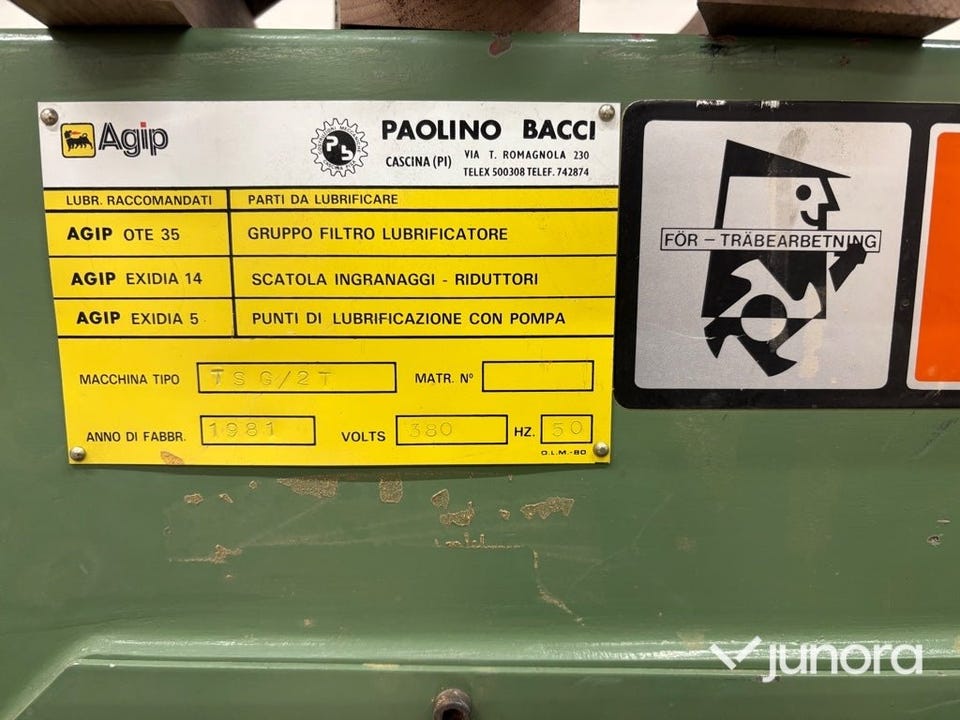 Agip
PAOLINO BACCI
CASCINA (PI) VIA T. ROMAGNOLA 230
TELEX 500308 TELEF. 742874
LUBR. RACCOMANDATI PARTI DA LUBRIFICARE
AGIP OTE 35 GRUPPO FILTRO LUBRIFICATORE
AGIP EXIDIA 14 SCATOLA INGRANAGGI - RIDUTTORI
AGIP EXIDIA 5 PUNTI DI LUBRIFICAZIONE CON POMPA
MACCHINA TIPO TSG/2T MATR. Nº
ANNO DI FABBR. 1981 VOLTS 380 HZ. 50
O.L.M.-80
FÖR - TRÄBEARBETNING
junora